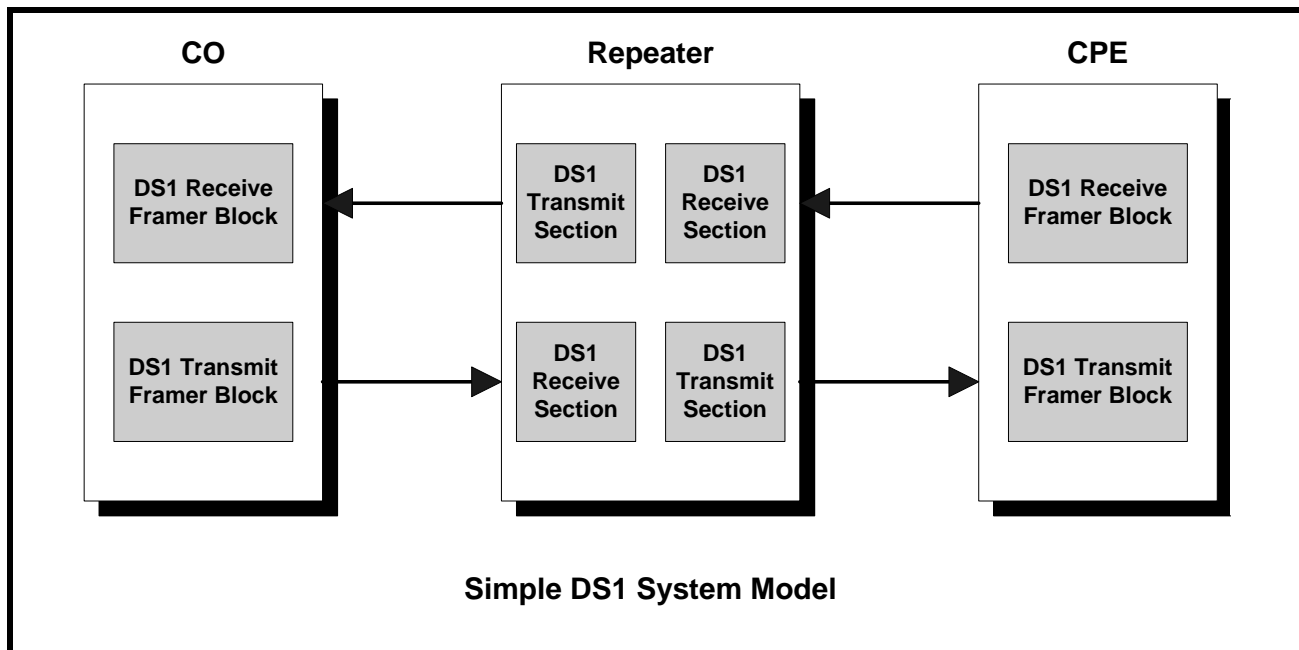 CO
Repeater
CPE
DS1 Receive
Framer Block
DS1
Transmit
Section
DS1
Receive
Section
DS1 Receive
Framer Block
DS1 Transmit
Framer Block
DS1
Receive
Section
DS1
Transmit
Section
DS1 Transmit
Framer Block
Simple DS1 System Model